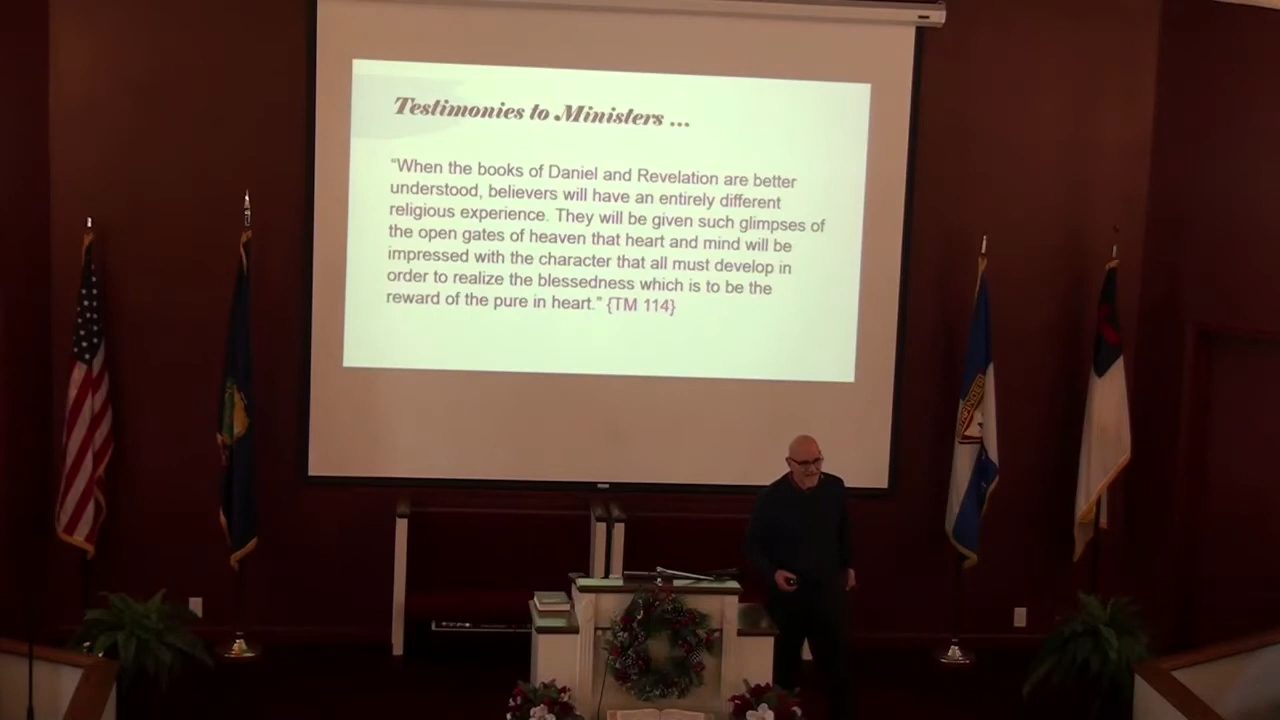 Testimonies to Ministers ...
"When the books of Daniel and Revelation are better
understood, believers will have an entirely different
religious experience. They will be given such glimpses of
the open gates of heaven that heart and mind will be
impressed with the character that all must develop in
order to realize the blessedness which is to be the
reward of the pure in heart." {TM 114}